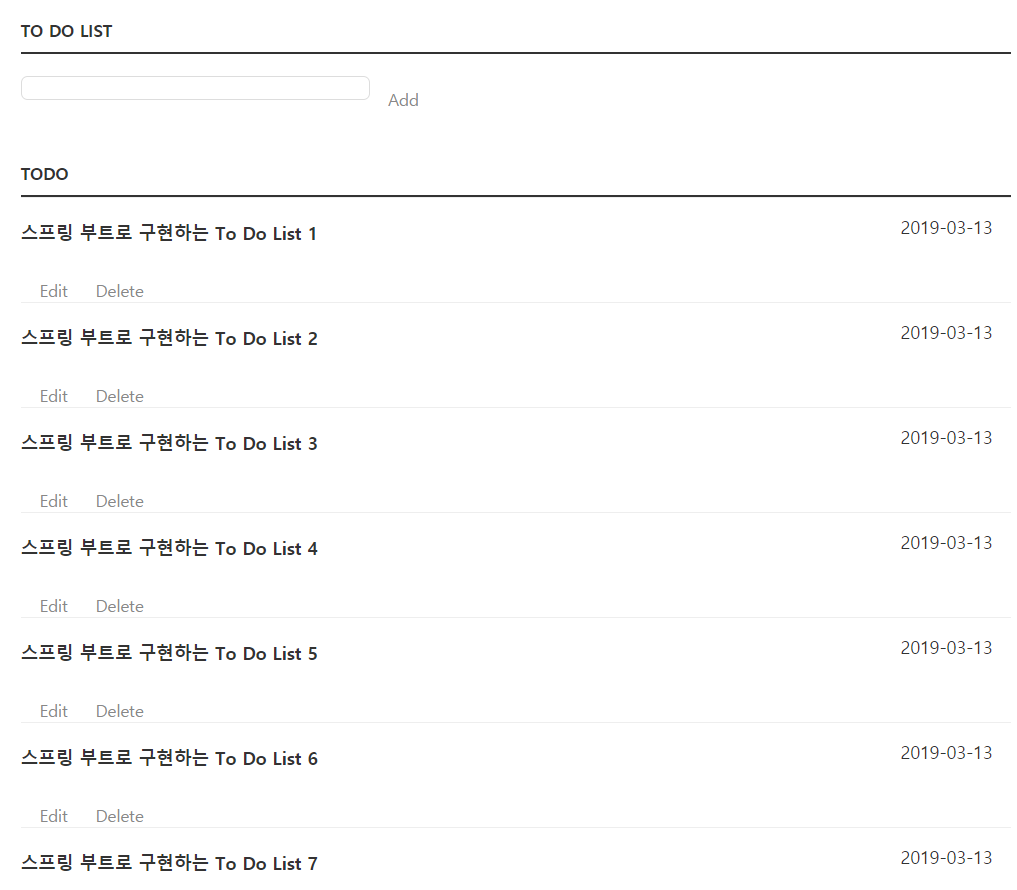 TO DO LIST
Add
TODO
스프링 부트로 구현하는 To Do List 1 2019-03-13
Edit Delete
스프링 부트로 구현하는 To Do List 2 2019-03-13
Edit Delete
스프링 부트로 구현하는 To Do List 3 2019-03-13
Edit Delete
스프링 부트로 구현하는 To Do List 4 2019-03-13
Edit Delete
스프링 부트로 구현하는 To Do List 5 2019-03-13
Edit Delete
스프링 부트로 구현하는 To Do List 6 2019-03-13
Edit Delete
스프링 부트로 구현하는 To Do List 7 2019-03-13